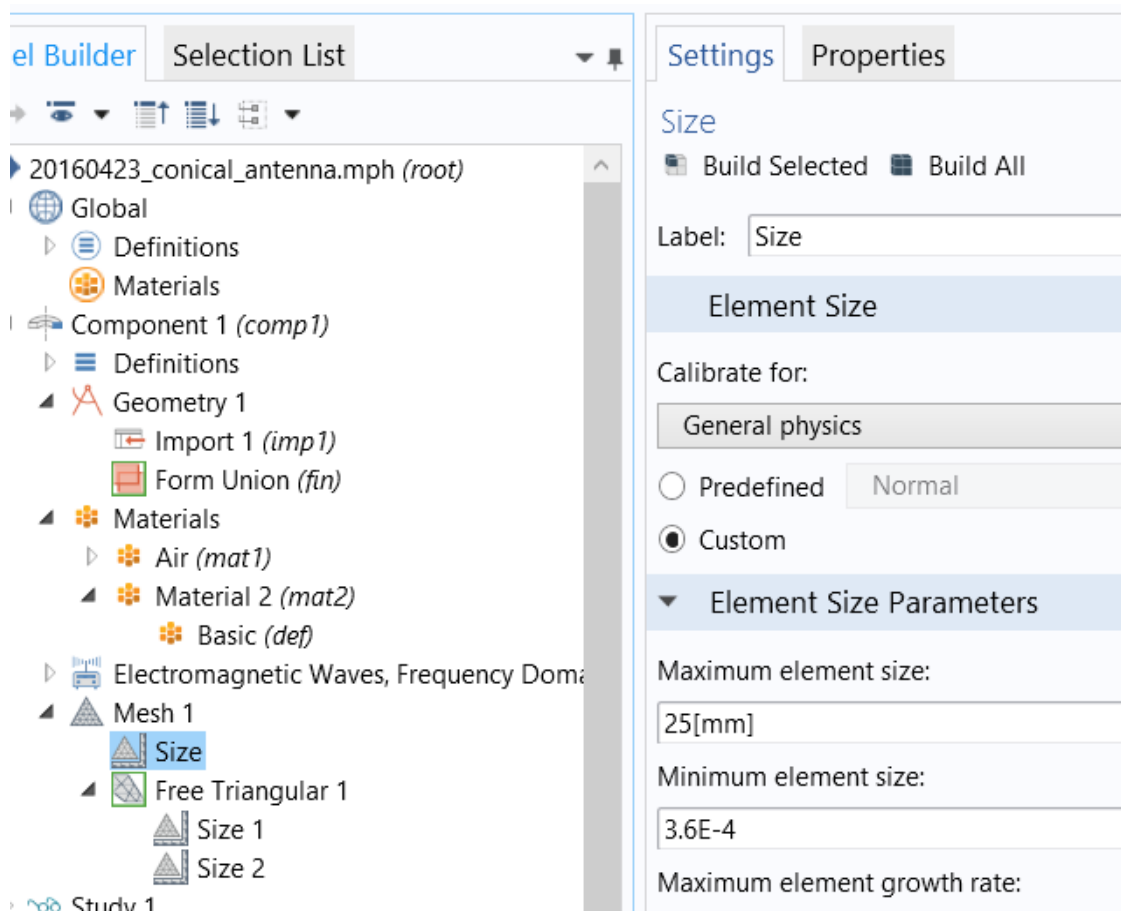 el Builder
Selection List
20160423_conical_antenna.mph (root)
Global
Definitions
Materials
Component 1 (comp1)
Definitions
Geometry 1
Import 1 (imp1)
Form Union (fin)
Materials
Air (mat1)
Material 2 (mat2)
Basic (def)
Electromagnetic Waves, Frequency Doma
Mesh 1
Size
Free Triangular 1
Size 1
Size 2
Study 1
Settings
Properties
Size
Build Selected
Build All
Label: Size
Element Size
Calibrate for:
General physics
Predefined Normal
Custom
Element Size Parameters
Maximum element size:
25[mm]
Minimum element size:
3.6E-4
Maximum element growth rate: